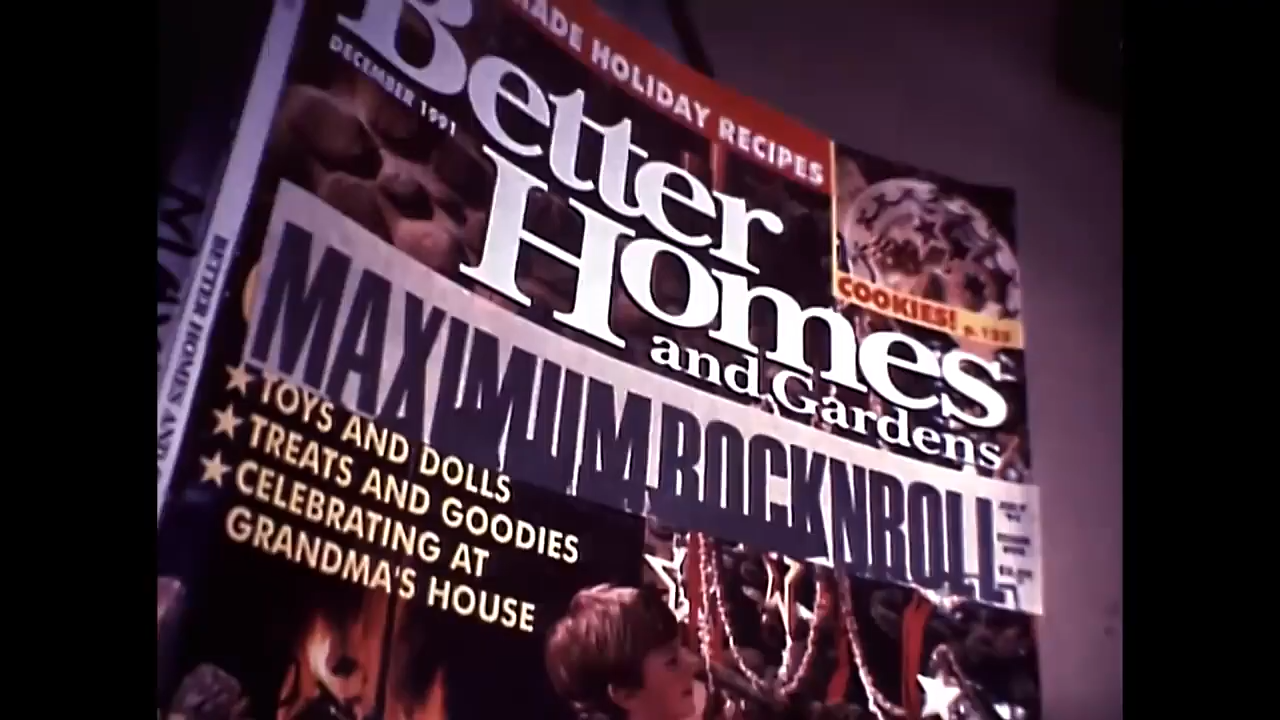 MADE HOLIDAY RECIPES
DECEMBER 1991
Better
Homes
and Gardens
COOKIES! p.
MAXIMUMROCKNROLL
★ TOYS AND DOLLS
★ TREATS AND GOODIES
★ CELEBRATING AT
GRANDMA'S HOUSE
BETTER HOMES AND